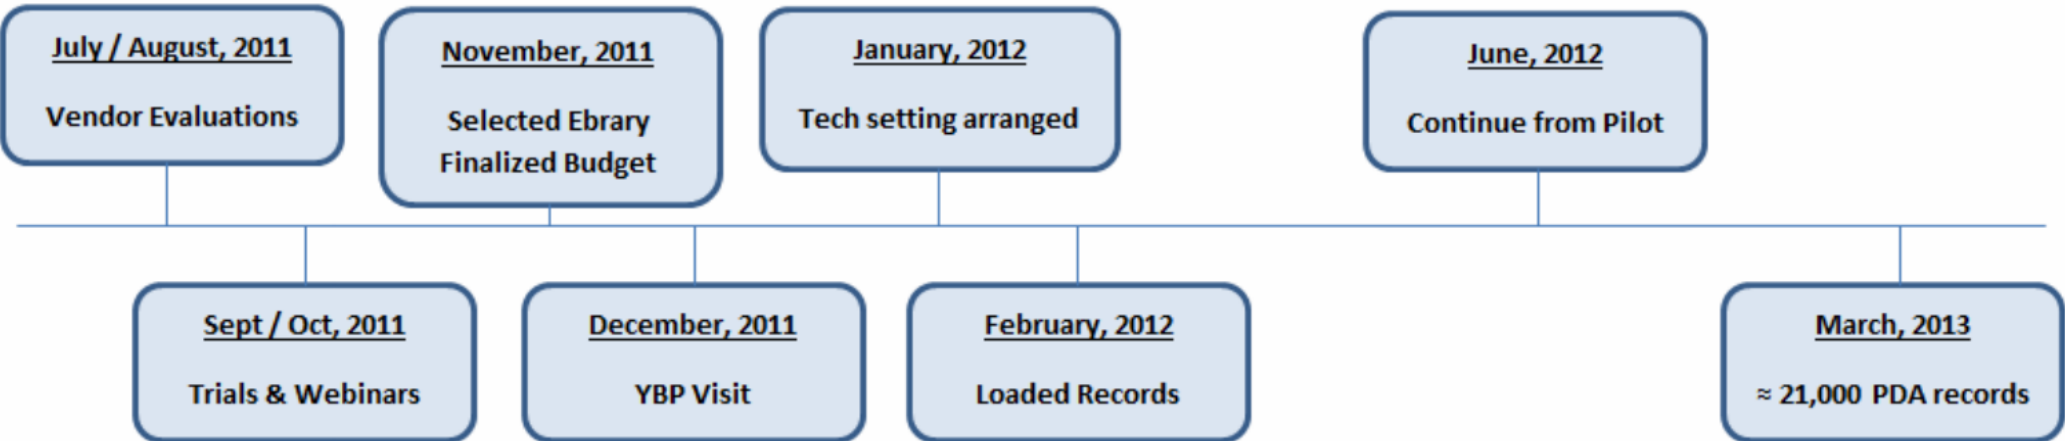 July / August, 2011
Vendor Evaluations
November, 2011
Selected Ebrary
Finalized Budget
January, 2012
Tech setting arranged
June, 2012
Continue from Pilot
Sept / Oct, 2011
Trials & Webinars
December, 2011
YBP Visit
February, 2012
Loaded Records
March, 2013
≈ 21,000 PDA records